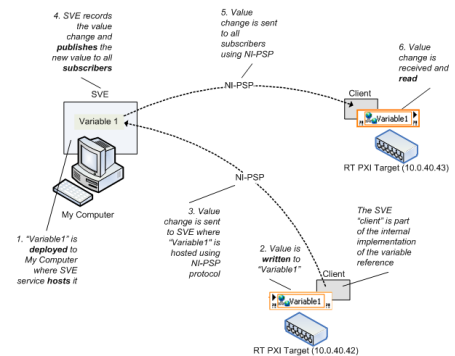 4. SVE records
the value
change and
publishes the
new value to all
subscribers
SVE
Variable 1
My Computer
1. "Variable1" is
deployed to
My Computer
where SVE
service hosts it
5. Value
change is sent
to all
subscribers
using NI-PSP
NI-PSP
6. Value
change is
received and
read
Client
Variable1
RT PXI Target (10.0.40.43)
NI-PSP
3. Value
change is sent
to SVE where
"Variable1" is
hosted using
NI-PSP
protocol
2. Value is
written to
"Variable1"
The SVE
"client" is part
of the internal
implementation
of the variable
reference
Client
Variable1
RT PXI Target (10.0.40.42)